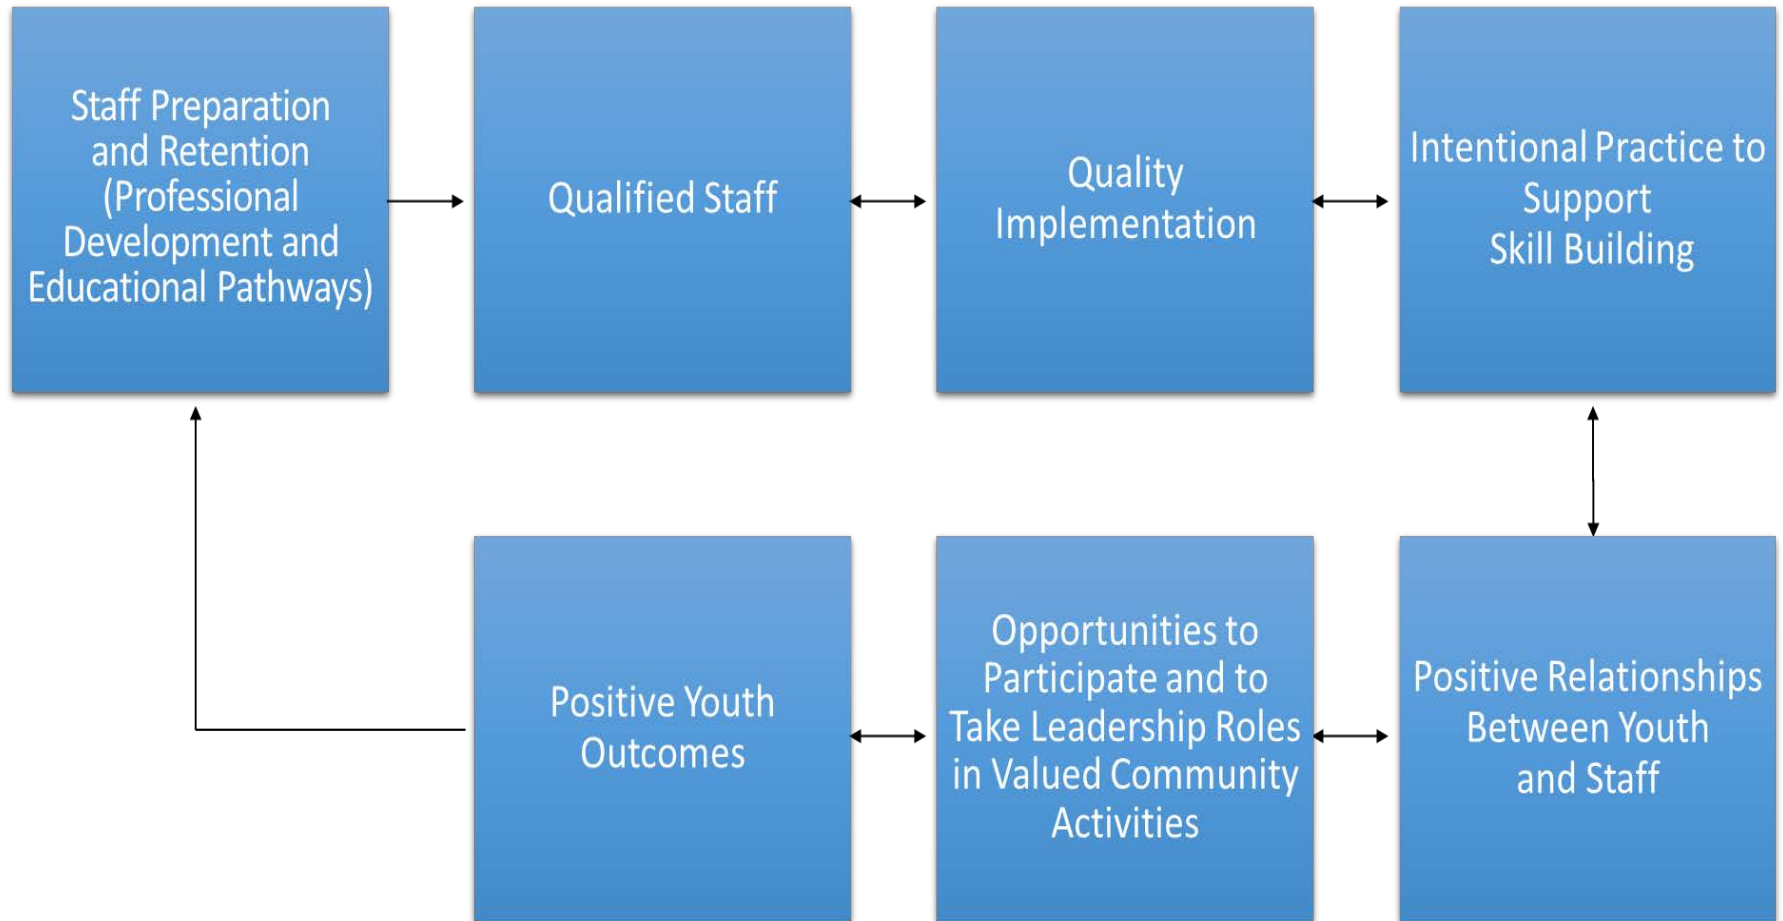 Staff Preparation
and Retention
(Professional
Development and
Educational Pathways)
Qualified Staff
Quality
Implementation
Intentional Practice to
Support
Skill Building
Positive Youth
Outcomes
Opportunities to
Participate and to
Take Leadership Roles
in Valued Community
Activities
Positive Relationships
Between Youth
and Staff